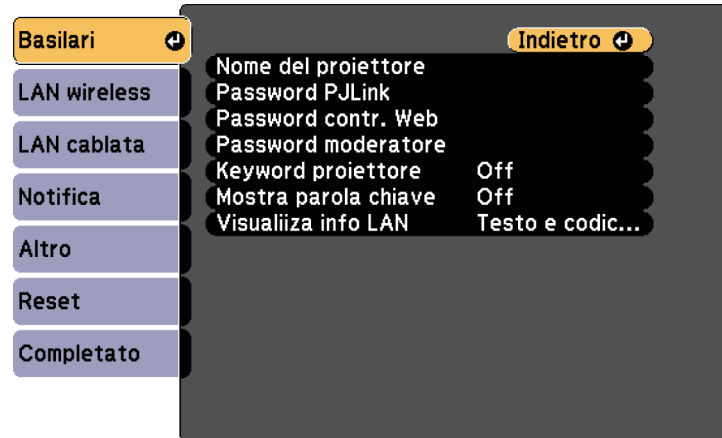 Basilari
LAN wireless
LAN cablata
Notifica
Altro
Reset
Completato
Indietro
Nome del proiettore
Password PJLink
Password contr. Web
Password moderatore
Keyword proiettore Off
Mostra parola chiave Off
Visualiiza info LAN Testo e codic...